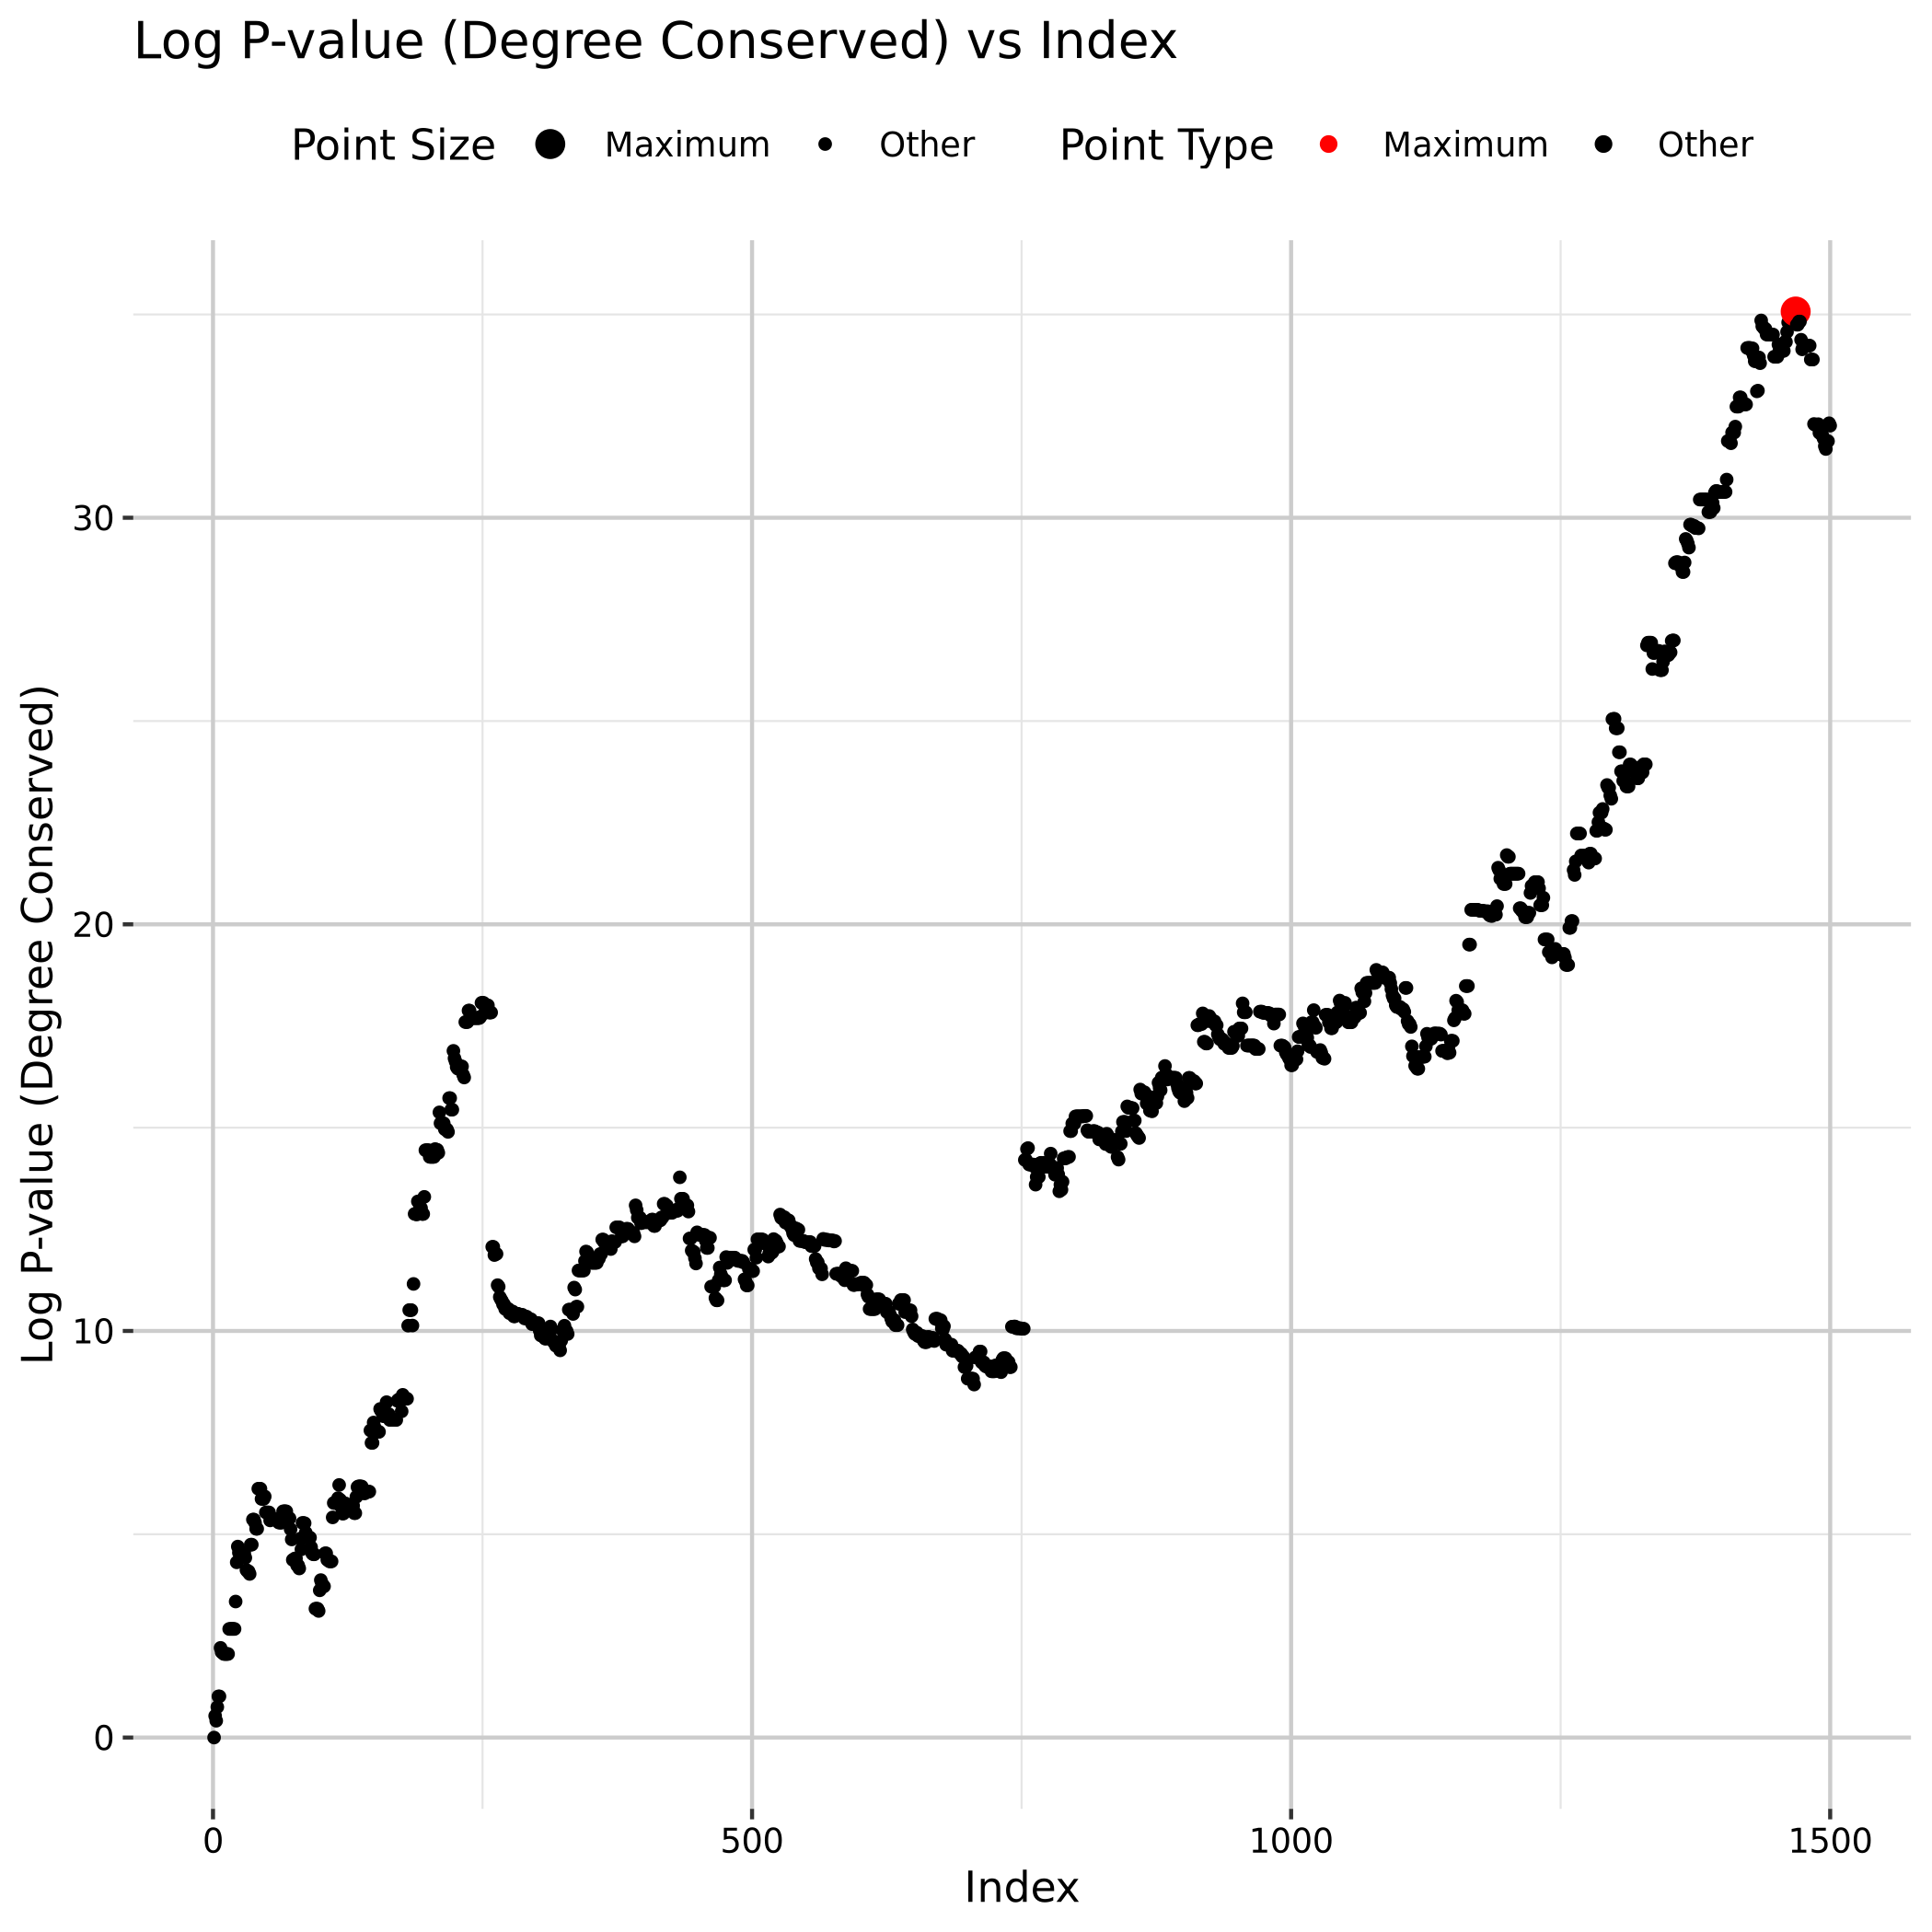 Log P-value (Degree Conserved) vs Index
Point Size Maximum Other Point Type Maximum Other
Log P-value (Degree Conserved)
30
20
10
0
0 500 1000 1500
Index